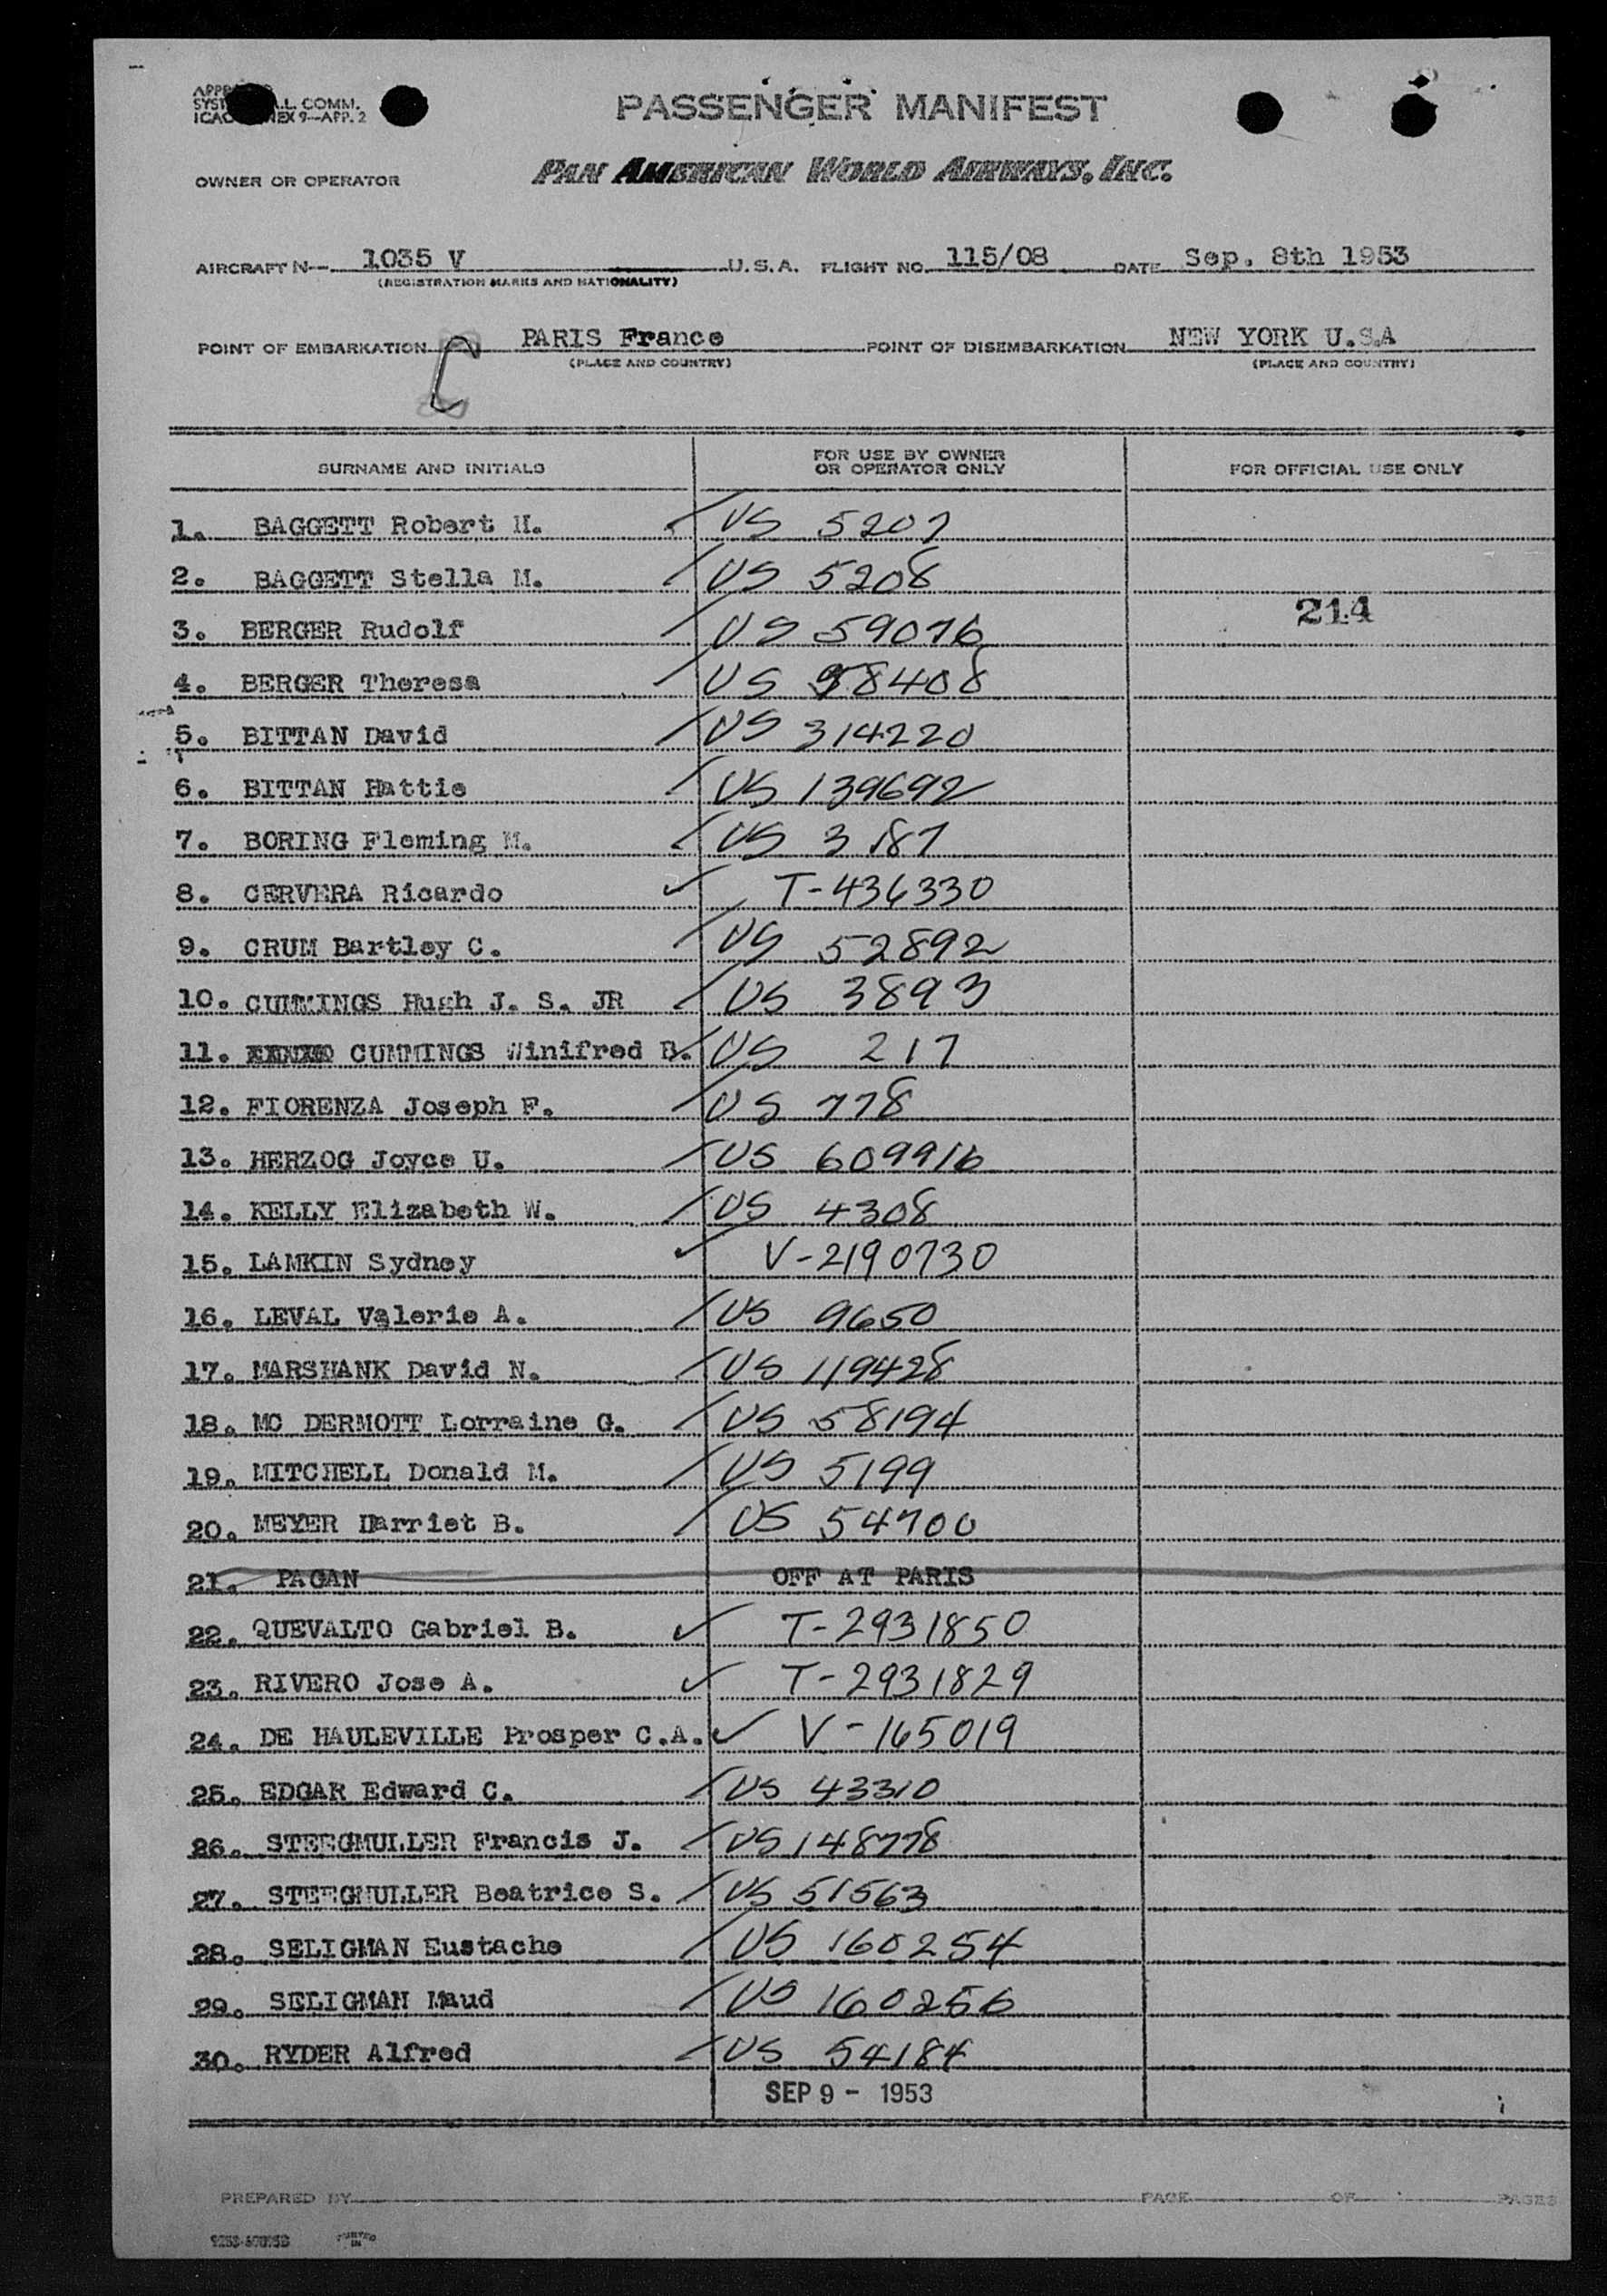 PASSENGER MANIFEST
L. COMM.
ICAO ANNEX 9—APP. 2
OWNER OR OPERATOR PAN AMERICAN WORLD AIRWAYS, INC.
AIRCRAFT N— 1035 V U.S.A. FLIGHT NO. 115/08 DATE Sep. 8th 1953
(REGISTRATION MARKS AND NATIONALITY)
POINT OF EMBARKATION PARIS France POINT OF DISEMBARKATION NEW YORK U.S.A
(PLACE AND COUNTRY) (PLACE AND COUNTRY)
SURNAME AND INITIALS FOR USE BY OWNER OR OPERATOR ONLY FOR OFFICIAL USE ONLY
1. BAGGETT Robert H. US 5207
2. BAGGETT Stella M. US 5208
214
3. BERGER Rudolf US 59076
4. BERGER Theresa US 58408
5. BITTAN David US 314220
6. BITTAN Hattie US 139692
7. BORING Fleming M. US 3187
8. CERVERA Ricardo T-436330
9. CRUM Bartley C. US 52892
10. CUMMINGS Hugh J. S. JR US 3893
11. CUMMINGS Winifred B. US 217
12. FIORENZA Joseph F. US 778
13. HERZOG Joyce U. US 609916
14. KELLY Elizabeth W. US 4308
15. LAMKIN Sydney V-2190730
16. LEVAL Valerie A. US 9650
17. MARSHANK David N. US 119428
18. MC DERMOTT Lorraine G. US 58194
19. MITCHELL Donald M. US 5199
20. MEYER Harriet B. US 54700
21. PAGAN OFF AT PARIS
22. QUEVALTO Gabriel B. T-2931850
23. RIVERO Jose A. T-2931829
24. DE HAULEVILLE Prosper C.A. V-165019
25. EDGAR Edward C. US 43310
26. STEEGMULLER Francis J. US 148778
27. STEEGMULLER Beatrice S. US 51563
28. SELIGMAN Eustache US 160254
29. SELIGMAN Maud US 160256
30. RYDER Alfred US 54184
SEP 9 - 1953
PREPARED BY PAGE OF PAGES